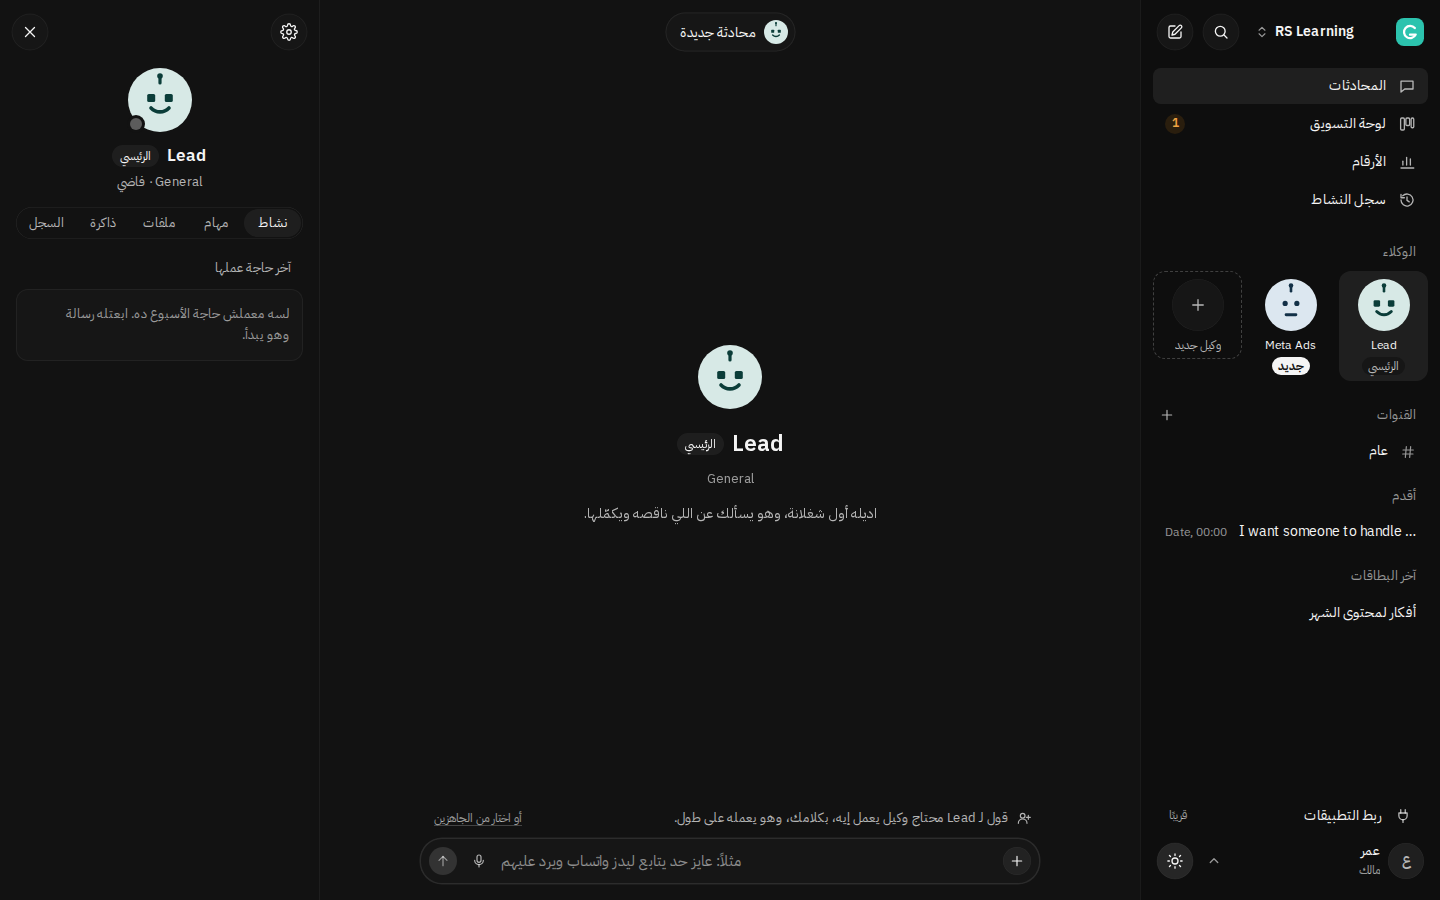 RS Learning
المحادثات
لوحة التسويق
1
الأرقام
سجل النشاط
الوكلاء
Lead
الرئيسي
Meta Ads
جديد
وكيل جديد
القنوات
عام
أقدم
I want someone to handle ...
Date, 00:00
آخر البطاقات
أفكار لمحتوى الشهر
ربط التطبيقات
قريبًا
ع
عمر
مالك
محادثة جديدة
Lead الرئيسي
General
اديله أول شغلانة، وهو يسألك عن اللي ناقصه ويكمّلها.
قول لـ Lead محتاج وكيل يعمل إيه، بكلامك، وهو يعمله على طول.
أو اختار من الجاهزين
مثلاً: عايز حد يتابع ليدز واتساب ويرد عليهم
Lead الرئيسي
General · فاضي
نشاط
مهام
ملفات
ذاكرة
السجل
آخر حاجة عملها
لسه معملش حاجة الأسبوع ده. ابعتله رسالة
وهو يبدأ.